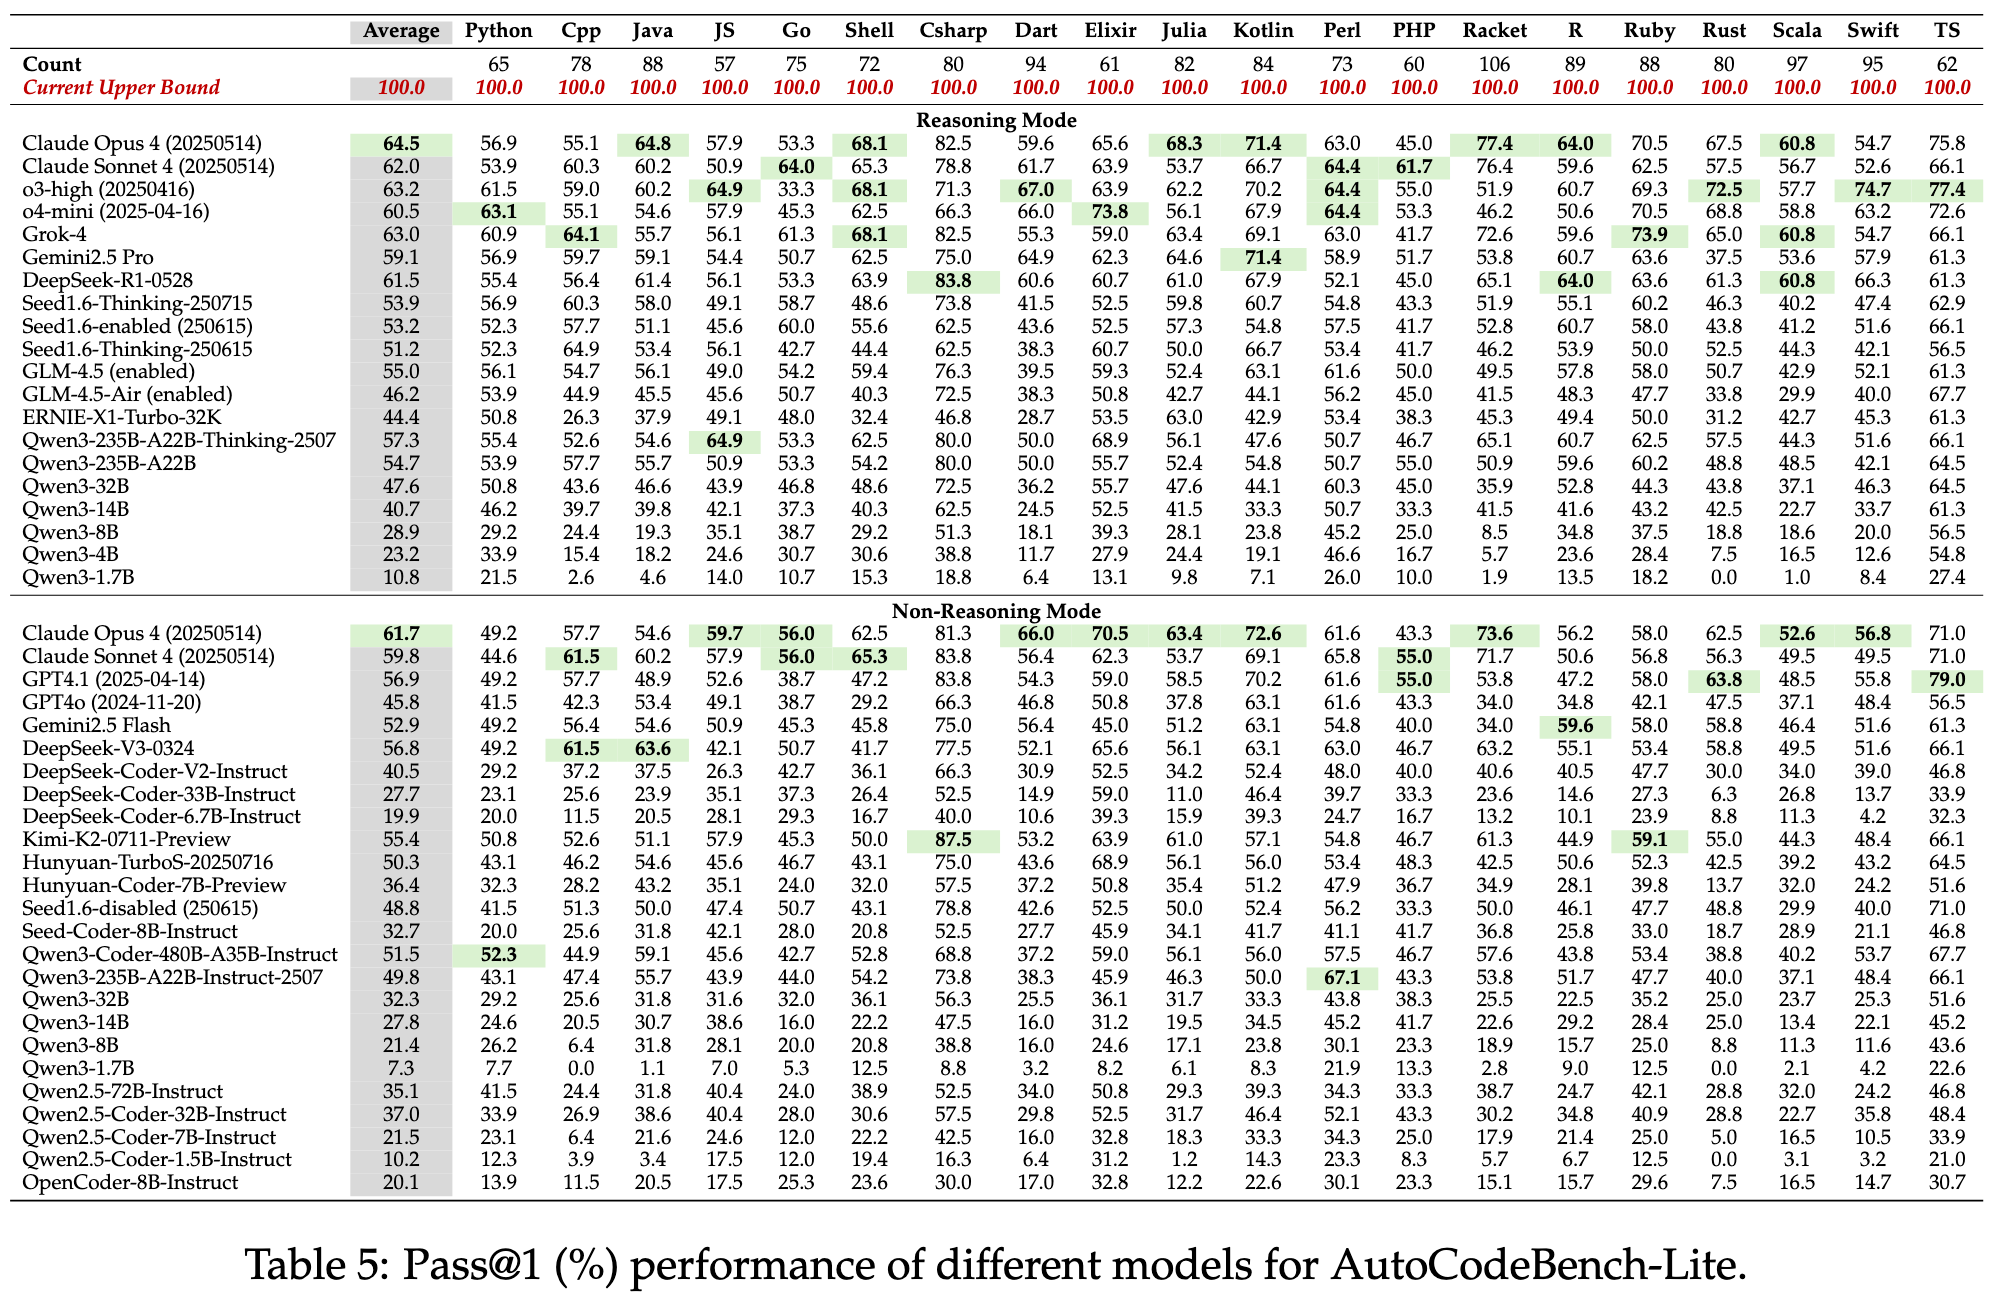 Average Python Cpp Java JS Go Shell Csharp Dart Elixir Julia Kotlin Perl PHP Racket R Ruby Rust Scala Swift TS
Count 65 78 88 57 75 72 80 94 61 82 84 73 60 106 89 88 80 97 95 62
Current Upper Bound 100.0 100.0 100.0 100.0 100.0 100.0 100.0 100.0 100.0 100.0 100.0 100.0 100.0 100.0 100.0 100.0 100.0 100.0 100.0 100.0 100.0
Reasoning Mode
Claude Opus 4 (20250514) 64.5 56.9 55.1 64.8 57.9 53.3 68.1 82.5 59.6 65.6 68.3 71.4 63.0 45.0 77.4 64.0 70.5 67.5 60.8 54.7 75.8
Claude Sonnet 4 (20250514) 62.0 53.9 60.3 60.2 50.9 64.0 65.3 78.8 61.7 63.9 53.7 66.7 64.4 61.7 76.4 59.6 62.5 57.5 56.7 52.6 66.1
o3-high (20250416) 63.2 61.5 59.0 60.2 64.9 33.3 68.1 71.3 67.0 63.9 62.2 70.2 64.4 55.0 51.9 60.7 69.3 72.5 57.7 74.7 77.4
o4-mini (2025-04-16) 60.5 63.1 55.1 54.6 57.9 45.3 62.5 66.3 66.0 73.8 56.1 67.9 64.4 53.3 46.2 50.6 70.5 68.8 58.8 63.2 72.6
Grok-4 63.0 60.9 64.1 55.7 56.1 61.3 68.1 82.5 55.3 59.0 63.4 69.1 63.0 41.7 72.6 59.6 73.9 65.0 60.8 54.7 66.1
Gemini2.5 Pro 59.1 56.9 59.7 59.1 54.4 50.7 62.5 75.0 64.9 62.3 64.6 71.4 58.9 51.7 53.8 60.7 63.6 37.5 53.6 57.9 61.3
DeepSeek-R1-0528 61.5 55.4 56.4 61.4 56.1 53.3 63.9 83.8 60.6 60.7 61.0 67.9 52.1 45.0 65.1 64.0 63.6 61.3 60.8 66.3 61.3
Seed1.6-Thinking-250715 53.9 56.9 60.3 58.0 49.1 58.7 48.6 73.8 41.5 52.5 59.8 60.7 54.8 43.3 51.9 55.1 60.2 46.3 40.2 47.4 62.9
Seed1.6-enabled (250615) 53.2 52.3 57.7 51.1 45.6 60.0 55.6 62.5 43.6 52.5 57.3 54.8 57.5 41.7 52.8 60.7 58.0 43.8 41.2 51.6 66.1
Seed1.6-Thinking-250615 51.2 52.3 64.9 53.4 56.1 42.7 44.4 62.5 38.3 60.7 50.0 66.7 53.4 41.7 46.2 53.9 50.0 52.5 44.3 42.1 56.5
GLM-4.5 (enabled) 55.0 56.1 54.7 56.1 49.0 54.2 59.4 76.3 39.5 59.3 52.4 63.1 61.6 50.0 49.5 57.8 58.0 50.7 42.9 52.1 61.3
GLM-4.5-Air (enabled) 46.2 53.9 44.9 45.5 45.6 50.7 40.3 72.5 38.3 50.8 42.7 44.1 56.2 45.0 41.5 48.3 47.7 33.8 29.9 40.0 67.7
ERNIE-X1-Turbo-32K 44.4 50.8 26.3 37.9 49.1 48.0 32.4 46.8 28.7 53.5 63.0 42.9 53.4 38.3 45.3 49.4 50.0 31.2 42.7 45.3 61.3
Qwen3-235B-A22B-Thinking-2507 57.3 55.4 52.6 54.6 64.9 53.3 62.5 80.0 50.0 68.9 56.1 47.6 50.7 46.7 65.1 60.7 62.5 57.5 44.3 51.6 66.1
Qwen3-235B-A22B 54.7 53.9 57.7 55.7 50.9 53.3 54.2 80.0 50.0 55.7 52.4 54.8 50.7 55.0 50.9 59.6 60.2 48.8 48.5 42.1 64.5
Qwen3-32B 47.6 50.8 43.6 46.6 43.9 46.8 48.6 72.5 36.2 55.7 47.6 44.1 60.3 45.0 35.9 52.8 44.3 43.8 37.1 46.3 64.5
Qwen3-14B 40.7 46.2 39.7 39.8 42.1 37.3 40.3 62.5 24.5 52.5 41.5 33.3 50.7 33.3 41.5 41.6 43.2 42.5 22.7 33.7 61.3
Qwen3-8B 28.9 29.2 24.4 19.3 35.1 38.7 29.2 51.3 18.1 39.3 28.1 23.8 45.2 25.0 8.5 34.8 37.5 18.8 18.6 20.0 56.5
Qwen3-4B 23.2 33.9 15.4 18.2 24.6 30.7 30.6 38.8 11.7 27.9 24.4 19.1 46.6 16.7 5.7 23.6 28.4 7.5 16.5 12.6 54.8
Qwen3-1.7B 10.8 21.5 2.6 4.6 14.0 10.7 15.3 18.8 6.4 13.1 9.8 7.1 26.0 10.0 1.9 13.5 18.2 0.0 1.0 8.4 27.4
Non-Reasoning Mode
Claude Opus 4 (20250514) 61.7 49.2 57.7 54.6 59.7 56.0 62.5 81.3 66.0 70.5 63.4 72.6 61.6 43.3 73.6 56.2 58.0 62.5 52.6 56.8 71.0
Claude Sonnet 4 (20250514) 59.8 44.6 61.5 60.2 57.9 56.0 65.3 83.8 56.4 62.3 53.7 69.1 65.8 55.0 71.7 50.6 56.8 56.3 49.5 49.5 71.0
GPT4.1 (2025-04-14) 56.9 49.2 57.7 48.9 52.6 38.7 47.2 83.8 54.3 59.0 58.5 70.2 61.6 55.0 53.8 47.2 58.0 63.8 48.5 55.8 79.0
GPT4o (2024-11-20) 45.8 41.5 42.3 53.4 49.1 38.7 29.2 66.3 46.8 50.8 37.8 63.1 61.6 43.3 34.0 34.8 42.1 47.5 37.1 48.4 56.5
Gemini2.5 Flash 52.9 49.2 56.4 54.6 50.9 45.3 45.8 75.0 56.4 45.0 51.2 63.1 54.8 40.0 34.0 59.6 58.0 58.8 46.4 51.6 61.3
DeepSeek-V3-0324 56.8 49.2 61.5 63.6 42.1 50.7 41.7 77.5 52.1 65.6 56.1 63.1 63.0 46.7 63.2 55.1 53.4 58.8 49.5 51.6 66.1
DeepSeek-Coder-V2-Instruct 40.5 29.2 37.2 37.5 26.3 42.7 36.1 66.3 30.9 52.5 34.2 52.4 48.0 40.0 40.6 40.5 47.7 30.0 34.0 39.0 46.8
DeepSeek-Coder-33B-Instruct 27.7 23.1 25.6 23.9 35.1 37.3 26.4 52.5 14.9 59.0 11.0 46.4 39.7 33.3 23.6 14.6 27.3 6.3 26.8 13.7 33.9
DeepSeek-Coder-6.7B-Instruct 19.9 20.0 11.5 20.5 28.1 29.3 16.7 40.0 10.6 39.3 15.9 39.3 24.7 16.7 13.2 10.1 23.9 8.8 11.3 4.2 32.3
Kimi-K2-0711-Preview 55.4 50.8 52.6 51.1 57.9 45.3 50.0 87.5 53.2 63.9 61.0 57.1 54.8 46.7 61.3 44.9 59.1 55.0 44.3 48.4 66.1
Hunyuan-TurboS-20250716 50.3 43.1 46.2 54.6 45.6 46.7 43.1 75.0 43.6 68.9 56.1 56.0 53.4 48.3 42.5 50.6 52.3 42.5 39.2 43.2 64.5
Hunyuan-Coder-7B-Preview 36.4 32.3 28.2 43.2 35.1 24.0 32.0 57.5 37.2 50.8 35.4 51.2 47.9 36.7 34.9 28.1 39.8 13.7 32.0 24.2 51.6
Seed1.6-disabled (250615) 48.8 41.5 51.3 50.0 47.4 50.7 43.1 78.8 42.6 52.5 50.0 52.4 56.2 33.3 50.0 46.1 47.7 48.8 29.9 40.0 71.0
Seed-Coder-8B-Instruct 32.7 20.0 25.6 31.8 42.1 28.0 20.8 52.5 27.7 45.9 34.1 41.7 41.1 41.7 36.8 25.8 33.0 18.7 28.9 21.1 46.8
Qwen3-Coder-480B-A35B-Instruct 51.5 52.3 44.9 59.1 45.6 42.7 52.8 68.8 37.2 59.0 56.1 56.0 57.5 46.7 57.6 43.8 53.4 38.8 40.2 53.7 67.7
Qwen3-235B-A22B-Instruct-2507 49.8 43.1 47.4 55.7 43.9 44.0 54.2 73.8 38.3 45.9 46.3 50.0 67.1 43.3 53.8 51.7 47.7 40.0 37.1 48.4 66.1
Qwen3-32B 32.3 29.2 25.6 31.8 31.6 32.0 36.1 56.3 25.5 36.1 31.7 33.3 43.8 38.3 25.5 22.5 35.2 25.0 23.7 25.3 51.6
Qwen3-14B 27.8 24.6 20.5 30.7 38.6 16.0 22.2 47.5 16.0 31.2 19.5 34.5 45.2 41.7 22.6 29.2 28.4 25.0 13.4 22.1 45.2
Qwen3-8B 21.4 26.2 6.4 31.8 28.1 20.0 20.8 38.8 16.0 24.6 17.1 23.8 30.1 23.3 18.9 15.7 25.0 8.8 11.3 11.6 43.6
Qwen3-1.7B 7.3 7.7 0.0 1.1 7.0 5.3 12.5 8.8 3.2 8.2 6.1 8.3 21.9 13.3 2.8 9.0 12.5 0.0 2.1 4.2 22.6
Qwen2.5-72B-Instruct 35.1 41.5 24.4 31.8 40.4 24.0 38.9 52.5 34.0 50.8 29.3 39.3 34.3 33.3 38.7 24.7 42.1 28.8 32.0 24.2 46.8
Qwen2.5-Coder-32B-Instruct 37.0 33.9 26.9 38.6 40.4 28.0 30.6 57.5 29.8 52.5 31.7 46.4 52.1 43.3 30.2 34.8 40.9 28.8 22.7 35.8 48.4
Qwen2.5-Coder-7B-Instruct 21.5 23.1 6.4 21.6 24.6 12.0 22.2 42.5 16.0 32.8 18.3 33.3 34.3 25.0 17.9 21.4 25.0 5.0 16.5 10.5 33.9
Qwen2.5-Coder-1.5B-Instruct 10.2 12.3 3.9 3.4 17.5 12.0 19.4 16.3 6.4 31.2 1.2 14.3 23.3 8.3 5.7 6.7 12.5 0.0 3.1 3.2 21.0
OpenCoder-8B-Instruct 20.1 13.9 11.5 20.5 17.5 25.3 23.6 30.0 17.0 32.8 12.2 22.6 30.1 23.3 15.1 15.7 29.6 7.5 16.5 14.7 30.7
Table 5: Pass@1 (%) performance of different models for AutoCodeBench-Lite.